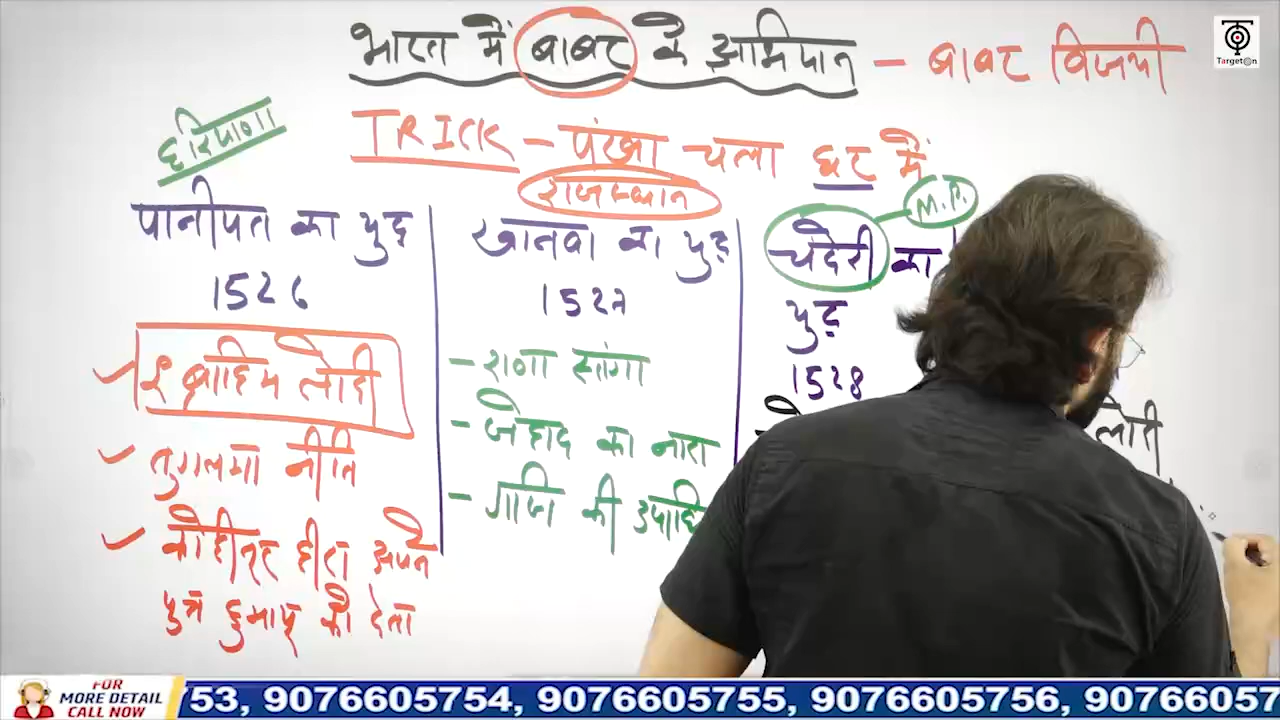 भारत में बाबर के अभियान - बाबर विजयी
TRICK - पंखा चला घर में
हरियाणा
पानीपत का युद्ध
1526
इब्राहिम लोदी
तुगलमा नीति
कोहीनूर हीरा अपने
पुत्र हुमायूं को देता
राजस्थान
खानवा का युद्ध
1527
- राणा सांगा
- जेहाद का नारा
- गाजि की उपाधि
M.P.
चंदेरी का
युद्ध
1528
TargetOn
FOR
MORE DETAIL
CALL NOW
53, 9076605754, 9076605755, 9076605756, 90766057